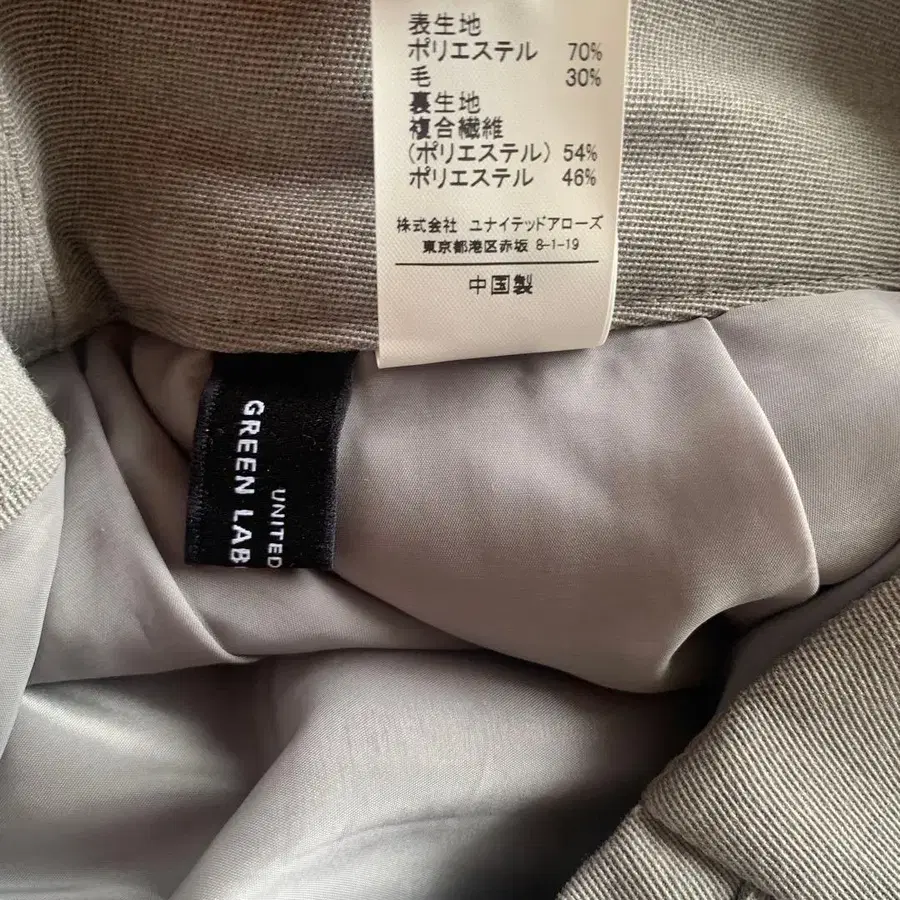 表生地
ポリエステル 70%
毛 30%
裏生地
複合繊維
(ポリエステル) 54%
ポリエステル 46%
株式会社 ユナイテッドアローズ
東京都港区赤坂 8-1-19
中国製
UNITED
GREEN LAB